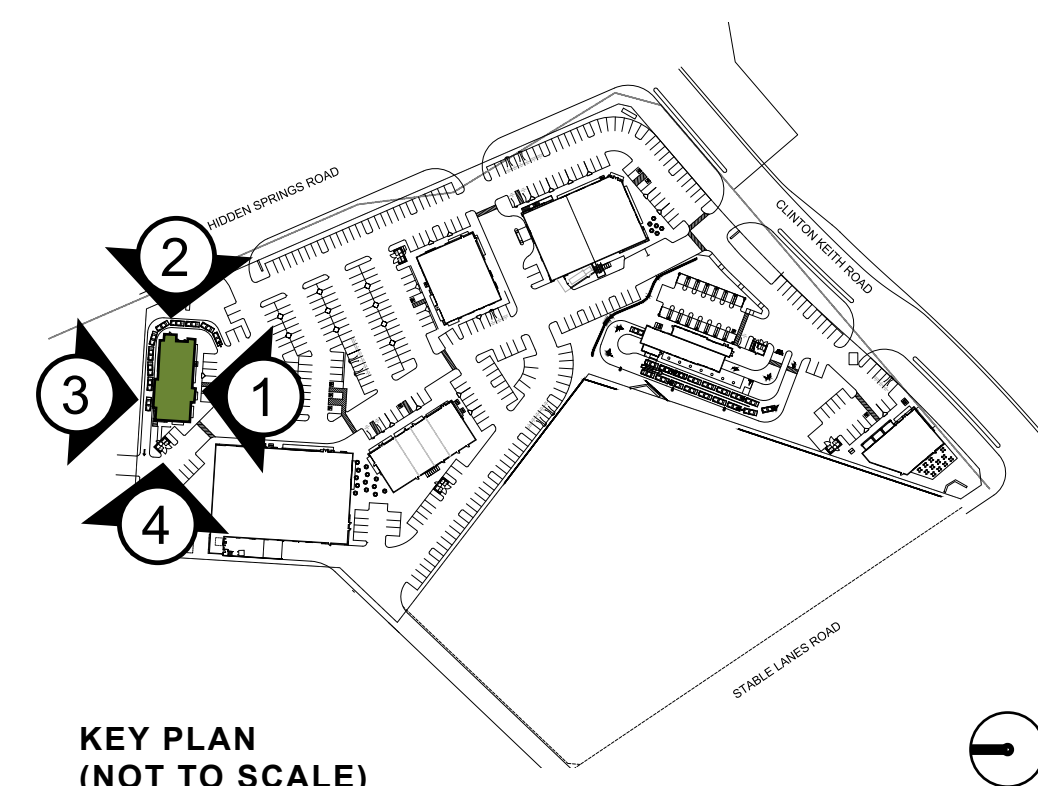 HIDDEN SPRINGS ROAD
CLINTON KEITH ROAD
2
3
1
4
STABLE LANES ROAD
KEY PLAN
(NOT TO SCALE)